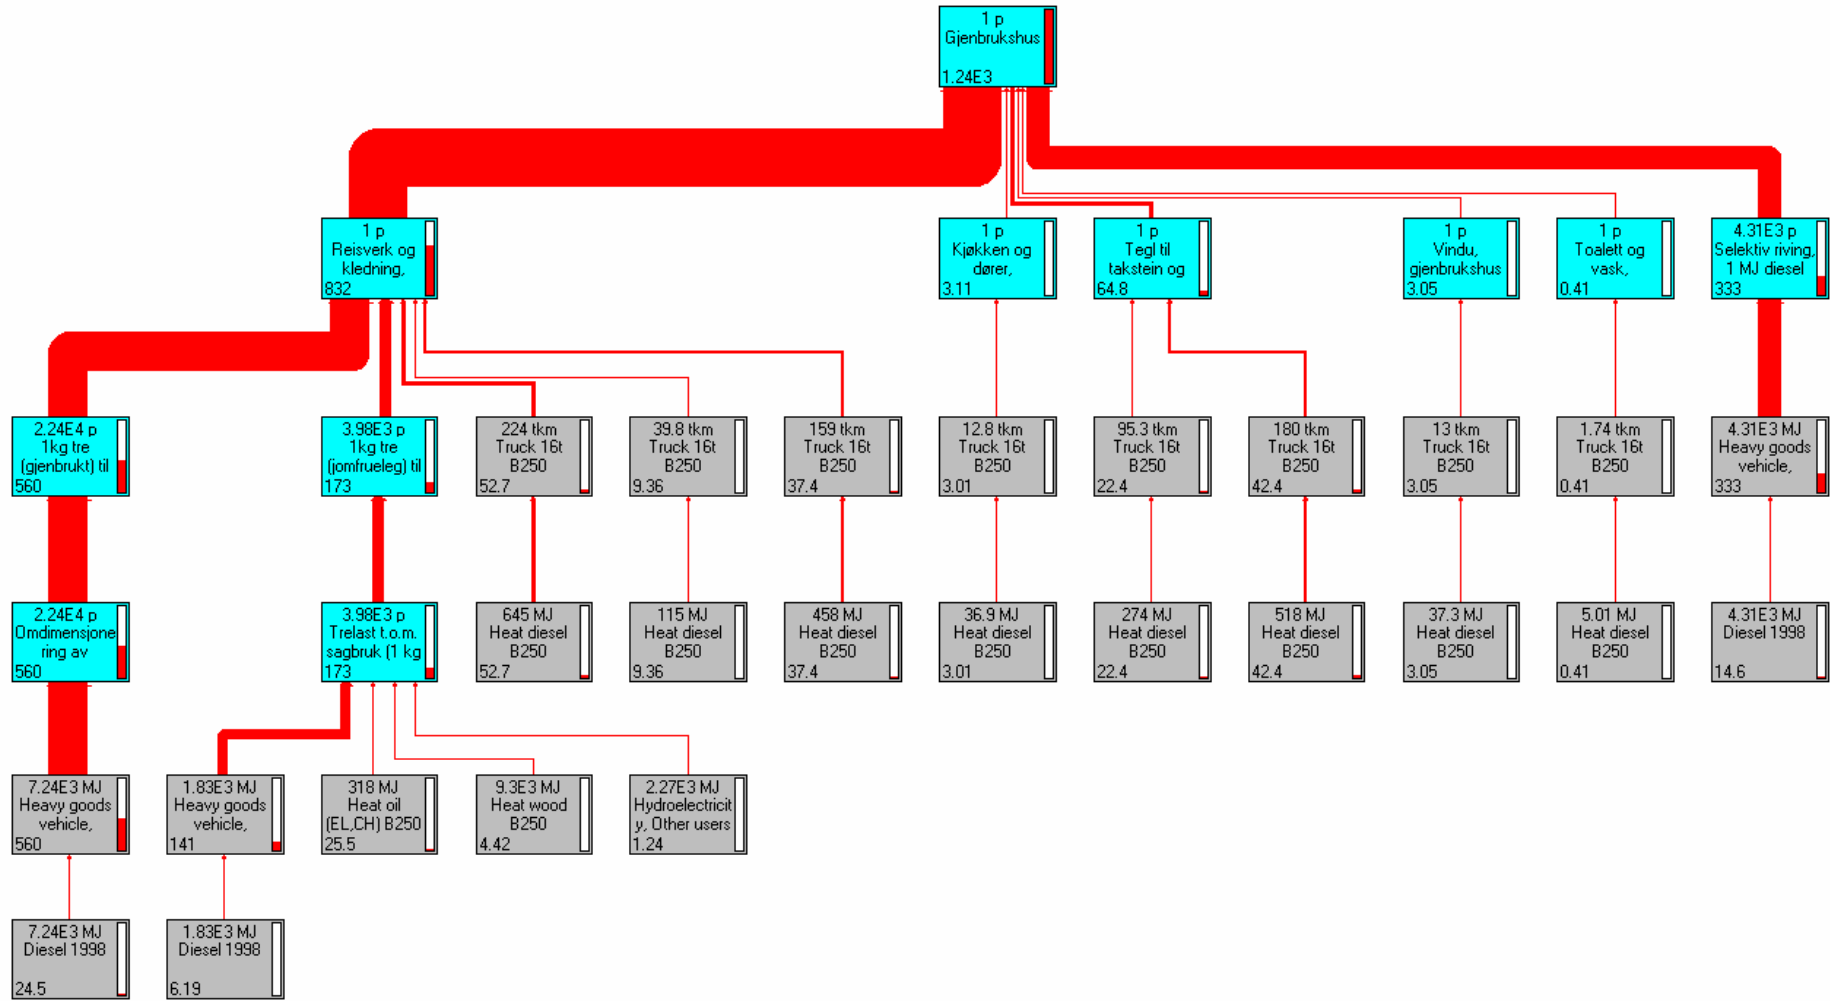 1 p
Gjenbrukshus
1.24E3
1 p
Reisverk og
kledning,
832
1 p
Kjøkken og
dører,
3.11
1 p
Tegl til
takstein og
64.8
1 p
Vindu,
gjenbrukshus
3.05
1 p
Toalett og
vask,
0.41
4.31E3 p
Selektiv riving,
1 MJ diesel
333
2.24E4 p
1kg tre
(gjenbrukt) til
560
3.98E3 p
1kg tre
(jomfrueleg) til
173
224 tkm
Truck 16t
B250
52.7
39.8 tkm
Truck 16t
B250
9.36
159 tkm
Truck 16t
B250
37.4
12.8 tkm
Truck 16t
B250
3.01
95.3 tkm
Truck 16t
B250
22.4
180 tkm
Truck 16t
B250
42.4
13 tkm
Truck 16t
B250
3.05
1.74 tkm
Truck 16t
B250
0.41
4.31E3 MJ
Heavy goods
vehicle,
333
2.24E4 p
Omdimensjone
ring av
560
3.98E3 p
Trelast t.o.m.
sagbruk (1 kg
173
645 MJ
Heat diesel
B250
52.7
115 MJ
Heat diesel
B250
9.36
458 MJ
Heat diesel
B250
37.4
36.9 MJ
Heat diesel
B250
3.01
274 MJ
Heat diesel
B250
22.4
518 MJ
Heat diesel
B250
42.4
37.3 MJ
Heat diesel
B250
3.05
5.01 MJ
Heat diesel
B250
0.41
4.31E3 MJ
Diesel 1998
14.6
7.24E3 MJ
Heavy goods
vehicle,
560
1.83E3 MJ
Heavy goods
vehicle,
141
318 MJ
Heat oil
(EL,CH) B250
25.5
9.3E3 MJ
Heat wood
B250
4.42
2.27E3 MJ
Hydroelectricit
y, Other users
1.24
7.24E3 MJ
Diesel 1998
24.5
1.83E3 MJ
Diesel 1998
6.19